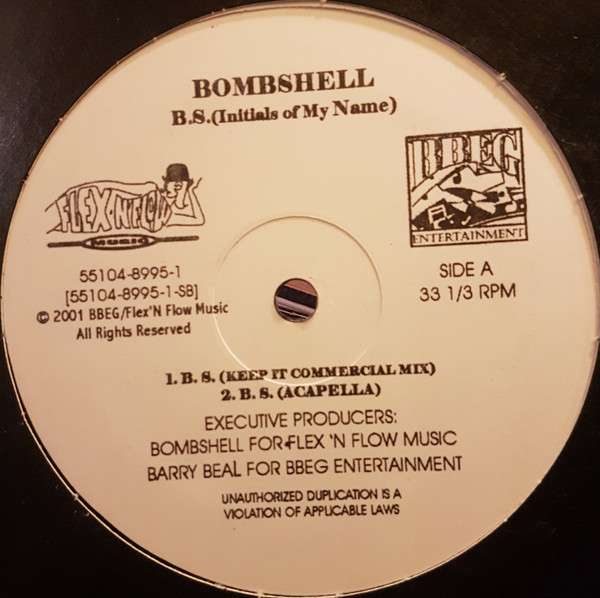 BOMBSHELL
B.S.(Initials of My Name)
FLEX-N-FLOW
MUSIC
BBEG
ENTERTAINMENT
55104-8995-1
[55104-8995-1-SB]
© 2001 BBEG/Flex'N Flow Music
All Rights Reserved
SIDE A
33 1/3 RPM
1. B. S. (KEEP IT COMMERCIAL MIX)
2. B. S. (ACAPELLA)
EXECUTIVE PRODUCERS:
BOMBSHELL FOR FLEX 'N FLOW MUSIC
BARRY BEAL FOR BBEG ENTERTAINMENT
UNAUTHORIZED DUPLICATION IS A
VIOLATION OF APPLICABLE LAWS